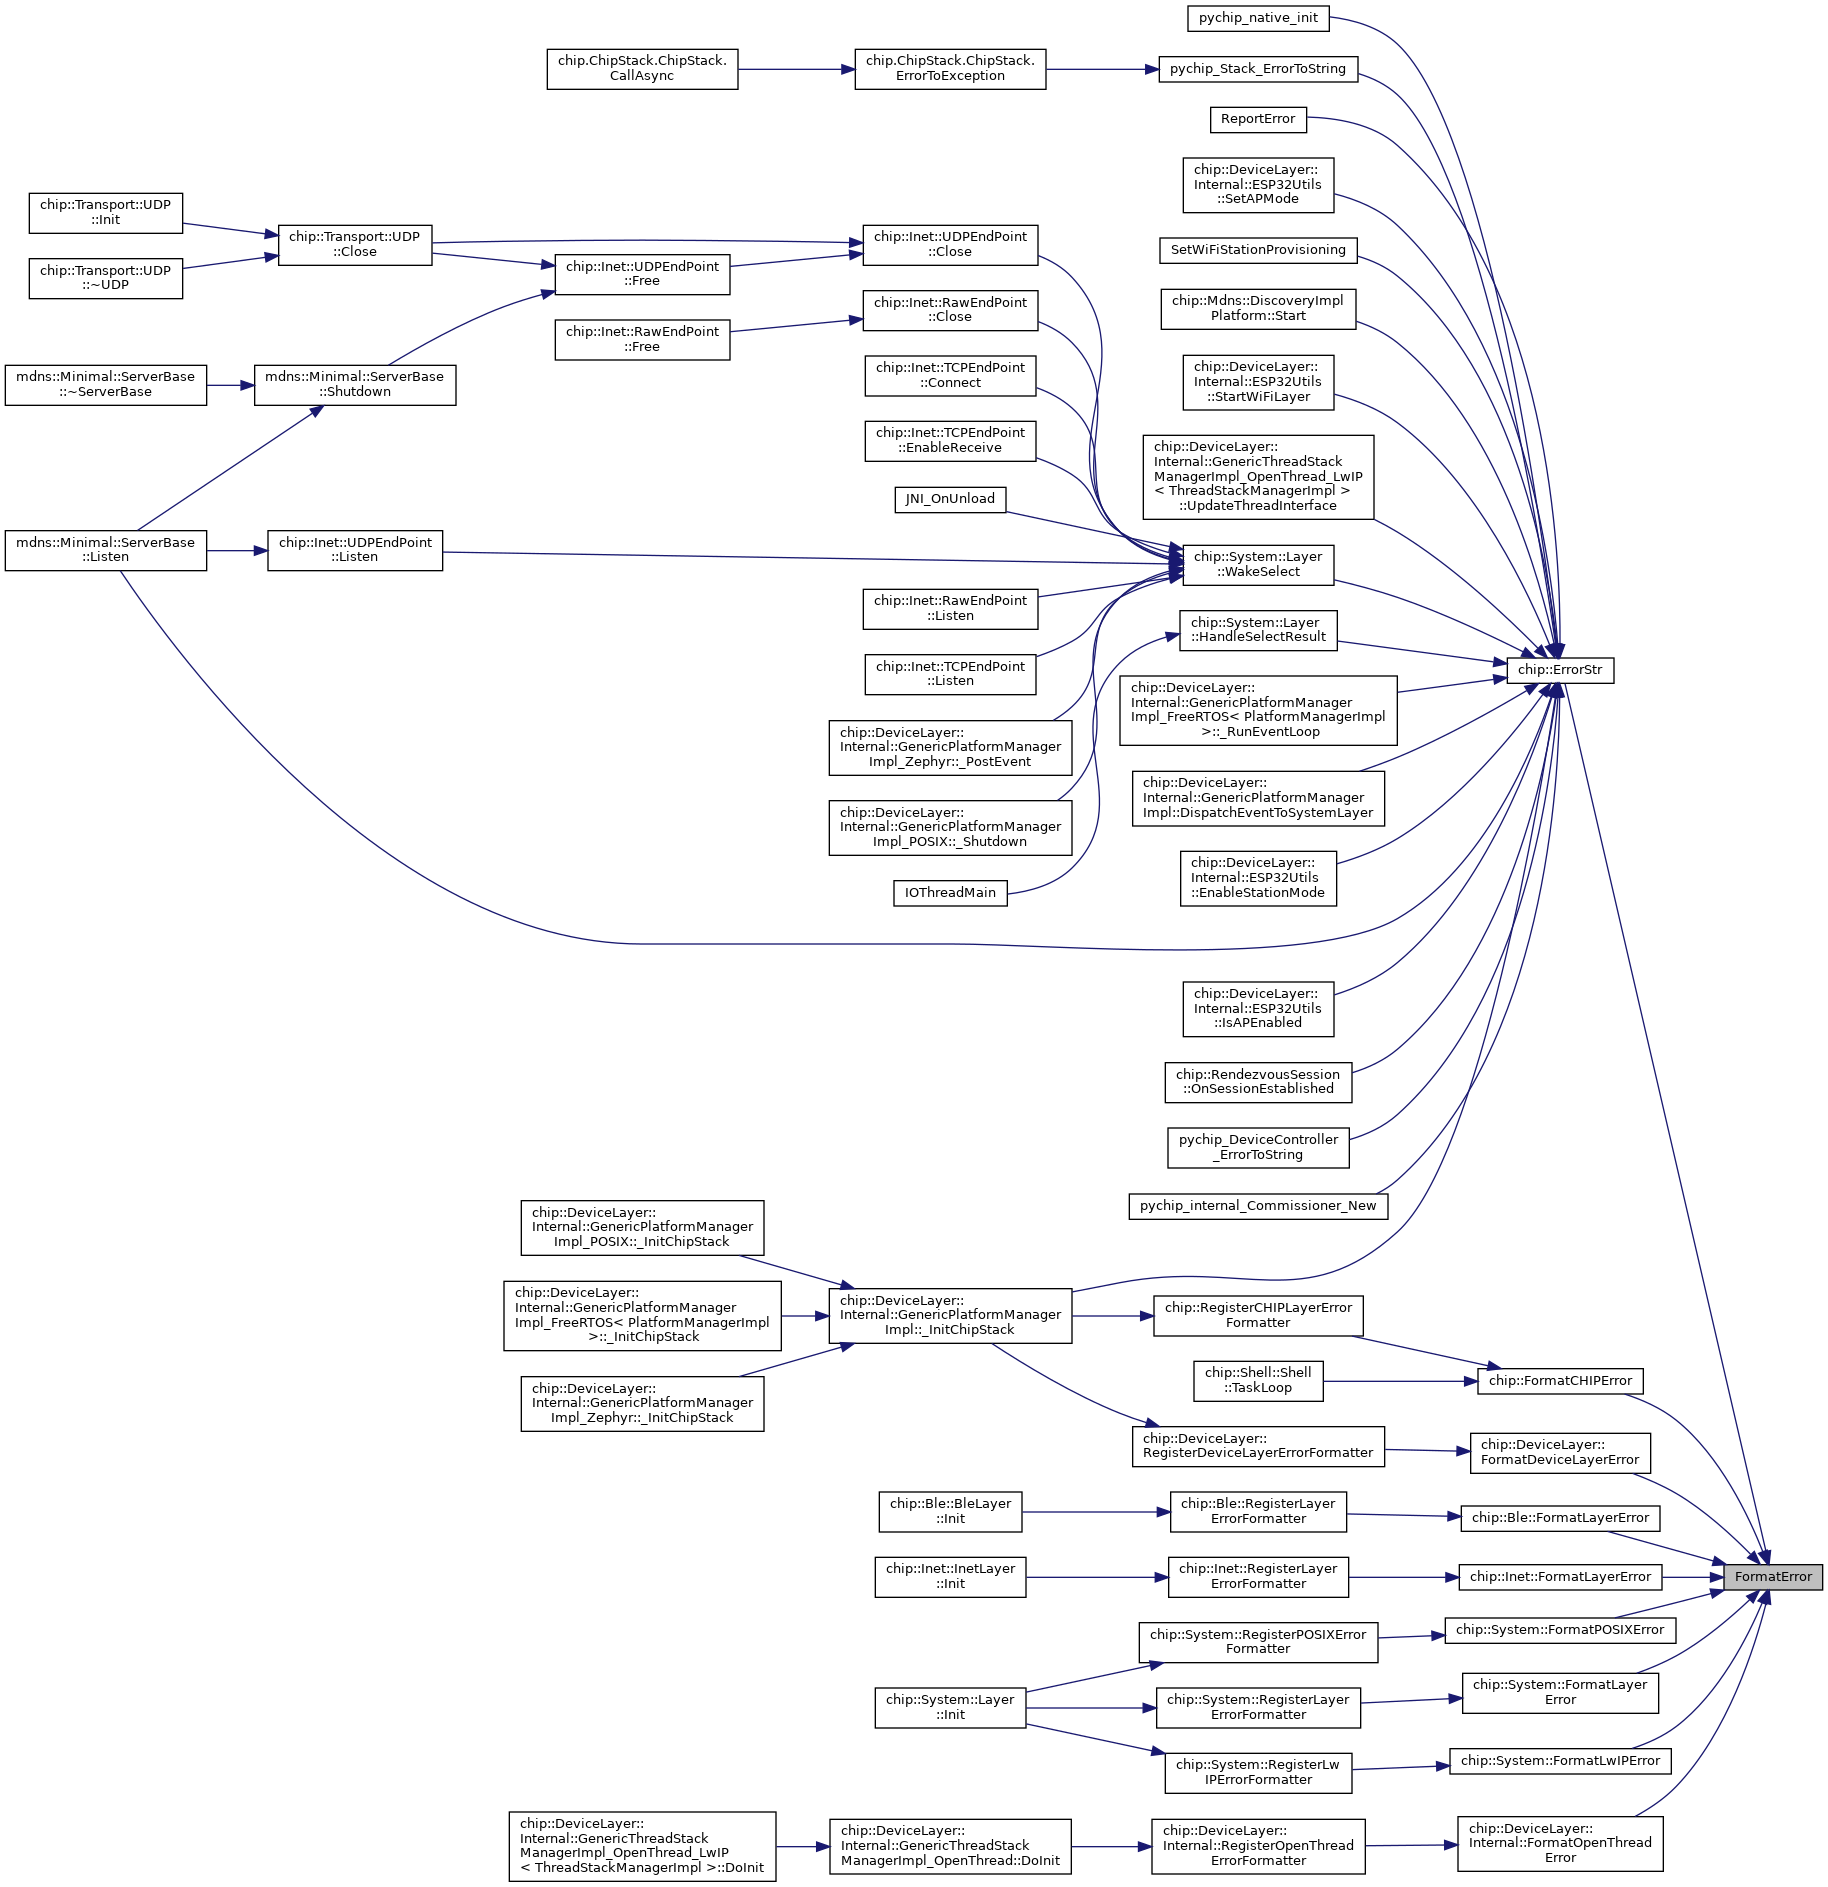 pychip_native_init
chip.ChipStack.ChipStack.
CallAsync
chip.ChipStack.ChipStack.
ErrorToException
pychip_Stack_ErrorToString
ReportError
chip::DeviceLayer::
Internal::ESP32Utils
::SetAPMode
chip::Transport::UDP
::Init
chip::Transport::UDP
::Close
chip::Inet::UDPEndPoint
::Close
SetWiFiStationProvisioning
chip::Transport::UDP
::~UDP
chip::Inet::UDPEndPoint
::Free
chip::Inet::RawEndPoint
::Close
chip::Mdns::DiscoveryImpl
Platform::Start
chip::Inet::RawEndPoint
::Free
mdns::Minimal::ServerBase
::~ServerBase
mdns::Minimal::ServerBase
::Shutdown
chip::Inet::TCPEndPoint
::Connect
chip::DeviceLayer::
Internal::ESP32Utils
::StartWiFiLayer
chip::Inet::TCPEndPoint
::EnableReceive
chip::DeviceLayer::
Internal::GenericThreadStack
ManagerImpl_OpenThread_LwIP
< ThreadStackManagerImpl >
::UpdateThreadInterface
JNI_OnUnload
mdns::Minimal::ServerBase
::Listen
chip::Inet::UDPEndPoint
::Listen
chip::System::Layer
::WakeSelect
chip::Inet::RawEndPoint
::Listen
chip::System::Layer
::HandleSelectResult
chip::Inet::TCPEndPoint
::Listen
chip::ErrorStr
chip::DeviceLayer::
Internal::GenericPlatformManager
Impl_FreeRTOS< PlatformManagerImpl
>::_RunEventLoop
chip::DeviceLayer::
Internal::GenericPlatformManager
Impl_Zephyr::_PostEvent
chip::DeviceLayer::
Internal::GenericPlatformManager
Impl::DispatchEventToSystemLayer
chip::DeviceLayer::
Internal::GenericPlatformManager
Impl_POSIX::_Shutdown
chip::DeviceLayer::
Internal::ESP32Utils
::EnableStationMode
IOThreadMain
chip::DeviceLayer::
Internal::ESP32Utils
::IsAPEnabled
chip::RendezvousSession
::OnSessionEstablished
pychip_DeviceController
_ErrorToString
pychip_internal_Commissioner_New
chip::DeviceLayer::
Internal::GenericPlatformManager
Impl_POSIX::_InitChipStack
chip::DeviceLayer::
Internal::GenericPlatformManager
Impl_FreeRTOS< PlatformManagerImpl
>::_InitChipStack
chip::DeviceLayer::
Internal::GenericPlatformManager
Impl::_InitChipStack
chip::RegisterCHIPLayerError
Formatter
chip::DeviceLayer::
Internal::GenericPlatformManager
Impl_Zephyr::_InitChipStack
chip::Shell::Shell
::TaskLoop
chip::FormatCHIPError
chip::DeviceLayer::
RegisterDeviceLayerErrorFormatter
chip::DeviceLayer::
FormatDeviceLayerError
chip::Ble::BleLayer
::Init
chip::Ble::RegisterLayer
ErrorFormatter
chip::Ble::FormatLayerError
chip::Inet::InetLayer
::Init
chip::Inet::RegisterLayer
ErrorFormatter
chip::Inet::FormatLayerError
FormatError
chip::System::RegisterPOSIXError
Formatter
chip::System::FormatPOSIXError
chip::System::Layer
::Init
chip::System::RegisterLayer
ErrorFormatter
chip::System::FormatLayer
Error
chip::System::RegisterLw
IPErrorFormatter
chip::System::FormatLwIPError
chip::DeviceLayer::
Internal::GenericThreadStack
ManagerImpl_OpenThread_LwIP
< ThreadStackManagerImpl >::DoInit
chip::DeviceLayer::
Internal::GenericThreadStack
ManagerImpl_OpenThread::DoInit
chip::DeviceLayer::
Internal::RegisterOpenThread
ErrorFormatter
chip::DeviceLayer::
Internal::FormatOpenThread
Error